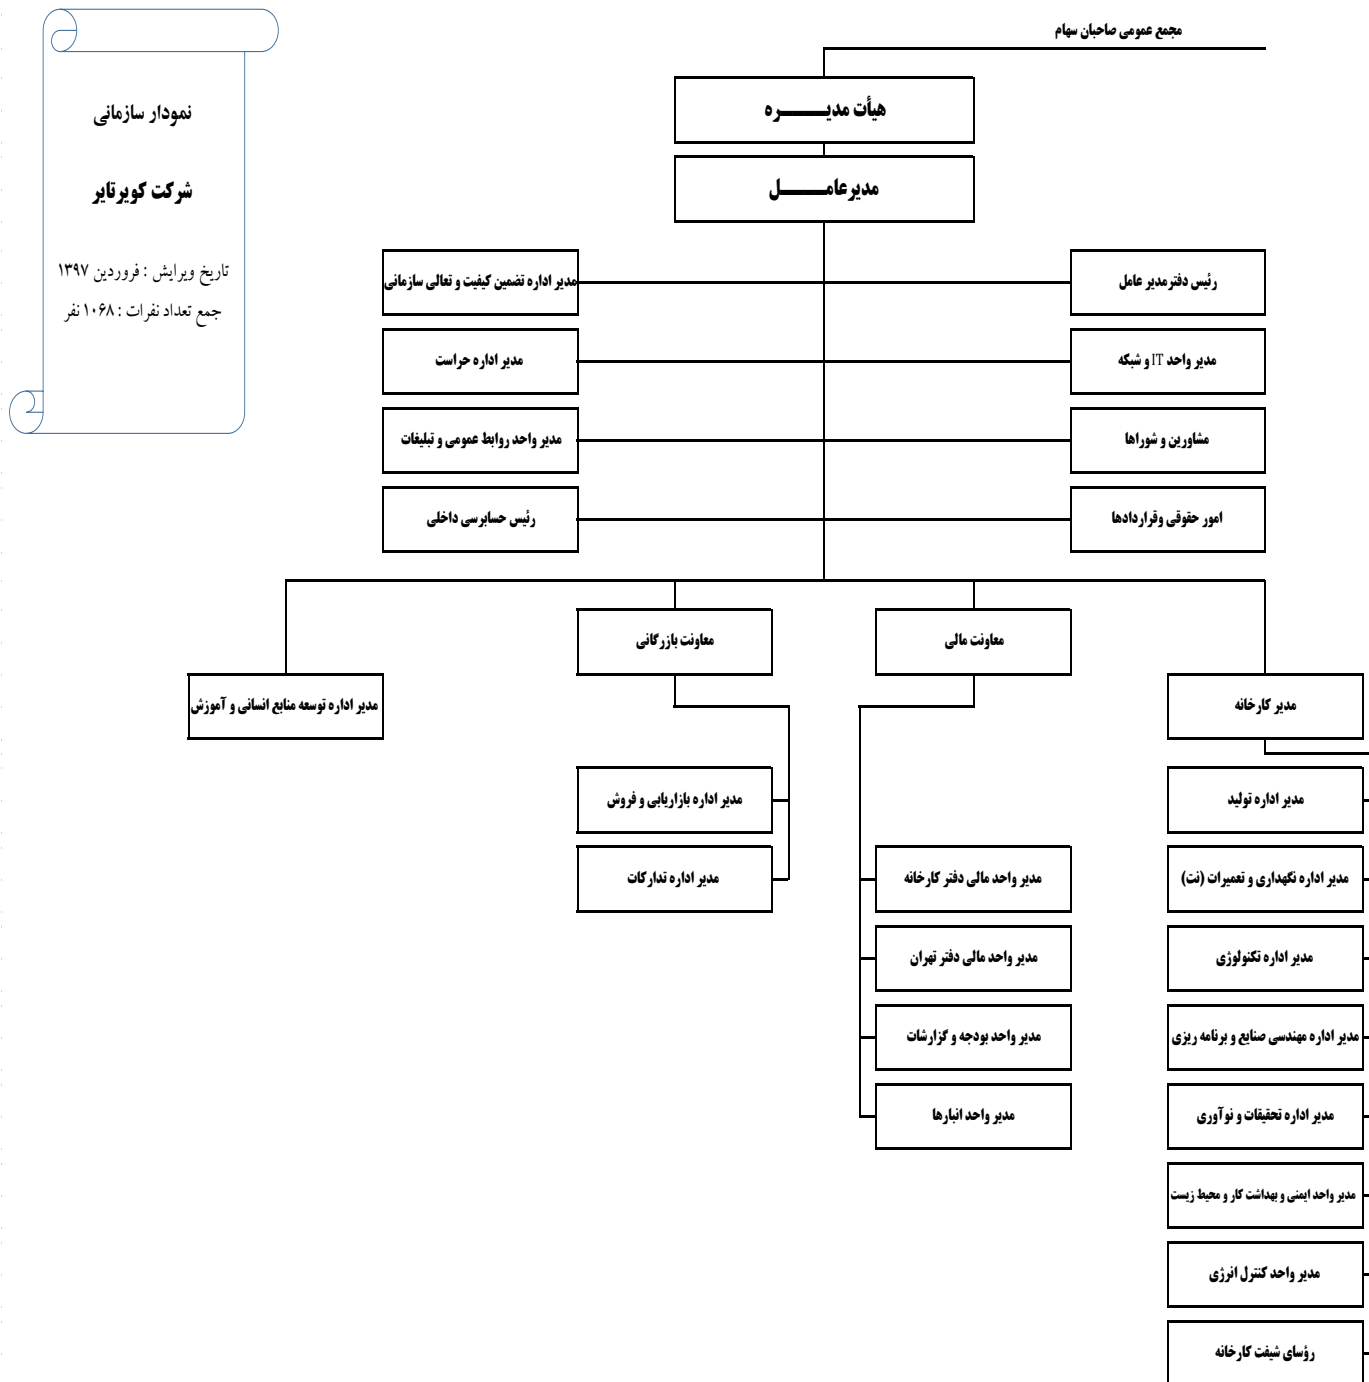 مجمع عمومی صاحبان سهام
هیأت مدیـــــــــره
مدیرعامـــــــل
نمودار سازمانی
شرکت کویرتایر
تاریخ ویرایش : فروردین ۱۳۹۷
جمع تعداد نفرات : ۱۰۶۸ نفر
رئیس دفترمدیر عامل
مدیر اداره تضمین کیفیت و تعالی سازمانی
مدیر واحد IT و شبکه
مدیر اداره حراست
مشاورین و شوراها
مدیر واحد روابط عمومی و تبلیغات
امور حقوقی وقراردادها
رئیس حسابرسی داخلی
معاونت مالی
معاونت بازرگانی
مدیر کارخانه
مدیر اداره توسعه منابع انسانی و آموزش
مدیر اداره تولید
مدیر اداره نگهداری و تعمیرات (نت)
مدیر اداره تکنولوژی
مدیر اداره مهندسی صنایع و برنامه ریزی
مدیر اداره تحقیقات و نوآوری
مدیر واحد ایمنی و بهداشت کار و محیط زیست
مدیر واحد کنترل انرژی
رؤسای شیفت کارخانه
مدیر واحد مالی دفتر کارخانه
مدیر واحد مالی دفتر تهران
مدیر واحد بودجه و گزارشات
مدیر واحد انبارها
مدیر اداره بازاریابی و فروش
مدیر اداره تدارکات